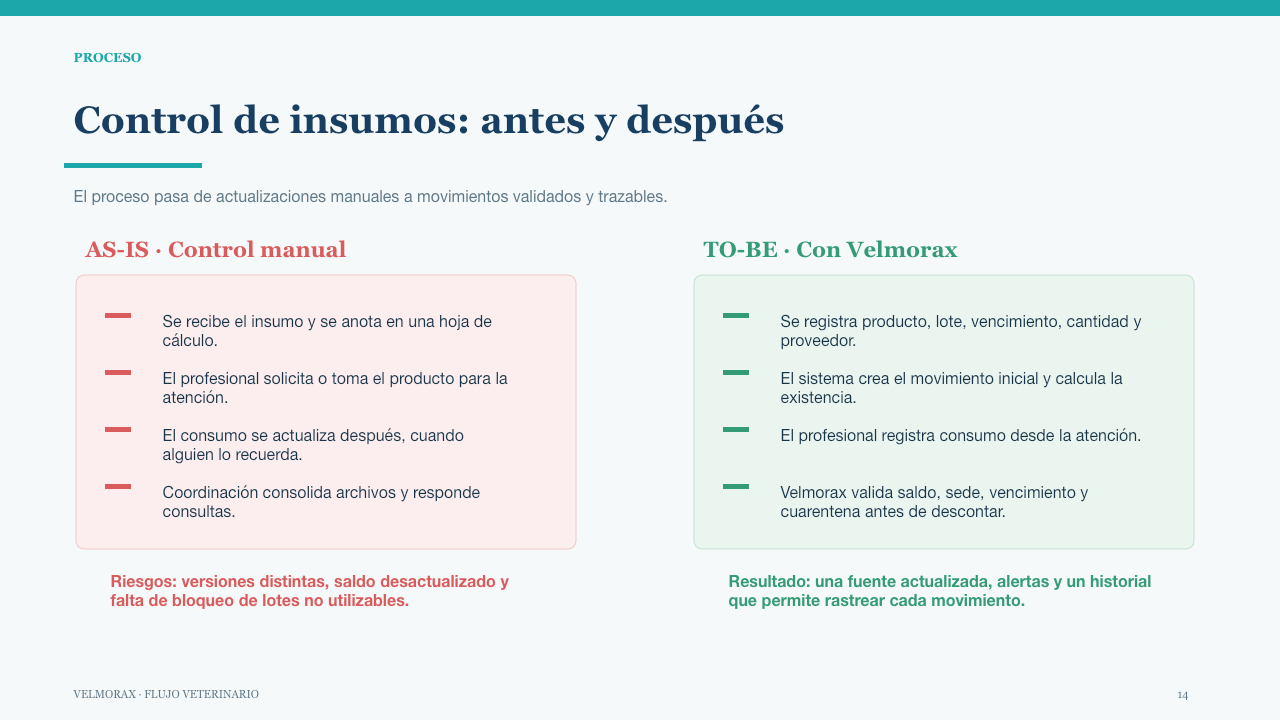 PROCESO
Control de insumos: antes y después
El proceso pasa de actualizaciones manuales a movimientos validados y trazables.
AS-IS · Control manual
Se recibe el insumo y se anota en una hoja de
cálculo.
El profesional solicita o toma el producto para la
atención.
El consumo se actualiza después, cuando
alguien lo recuerda.
Coordinación consolida archivos y responde
consultas.
Riesgos: versiones distintas, saldo desactualizado y
falta de bloqueo de lotes no utilizables.
TO-BE · Con Velmorax
Se registra producto, lote, vencimiento, cantidad y
proveedor.
El sistema crea el movimiento inicial y calcula la
existencia.
El profesional registra consumo desde la atención.
Velmorax valida saldo, sede, vencimiento y
cuarentena antes de descontar.
Resultado: una fuente actualizada, alertas y un historial
que permite rastrear cada movimiento.
VELMORAX · FLUJO VETERINARIO
14